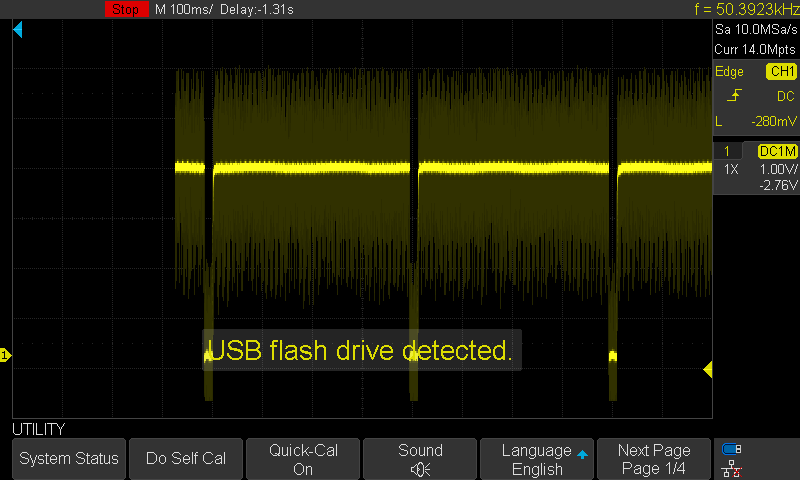 Stop M 100ms/ Delay:-1.31s f = 50.3923kHz
Sa 10.0MSa/s
Curr 14.0Mpts
Edge CH1
DC
L -280mV
1 DC1M
1X 1.00V/
-2.76V
1
USB flash drive detected.
UTILITY
System Status
Do Self Cal
Quick-Cal
On
Sound
Language
English
Next Page
Page 1/4